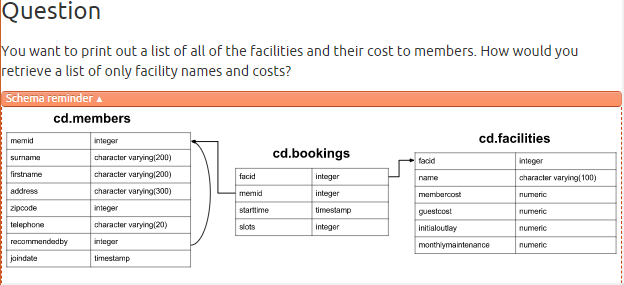 Question
You want to print out a list of all of the facilities and their cost to members. How would you
retrieve a list of only facility names and costs?
Schema reminder ▲
cd.members
memid integer
surname character varying(200)
firstname character varying(200)
address character varying(300)
zipcode integer
telephone character varying(20)
recommendedby integer
joindate timestamp
cd.bookings
facid integer
memid integer
starttime timestamp
slots integer
cd.facilities
facid integer
name character varying(100)
membercost numeric
guestcost numeric
initialoutlay numeric
monthlymaintenance numeric